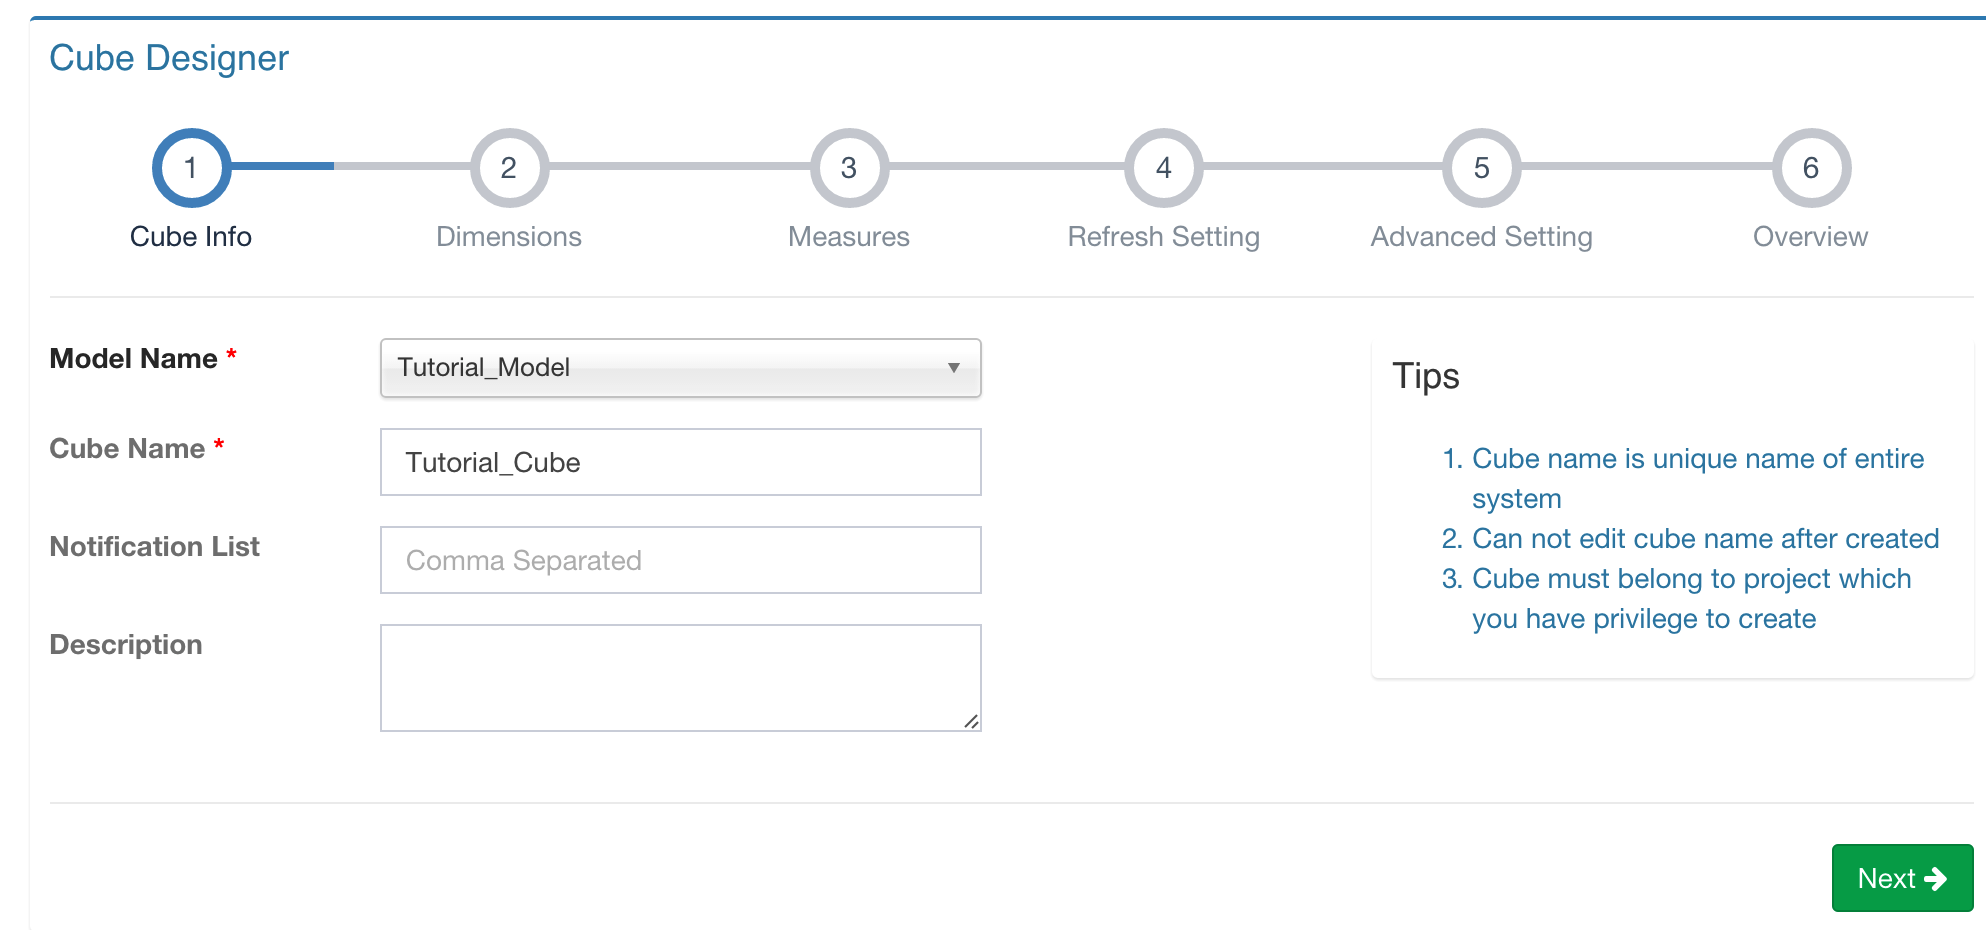 Cube Designer
1 2 3 4 5 6
Cube Info Dimensions Measures Refresh Setting Advanced Setting Overview
Model Name *
Tutorial_Model
Cube Name *
Tutorial_Cube
Notification List
Comma Separated
Description
Tips
1. Cube name is unique name of entire
system
2. Can not edit cube name after created
3. Cube must belong to project which
you have privilege to create
Next